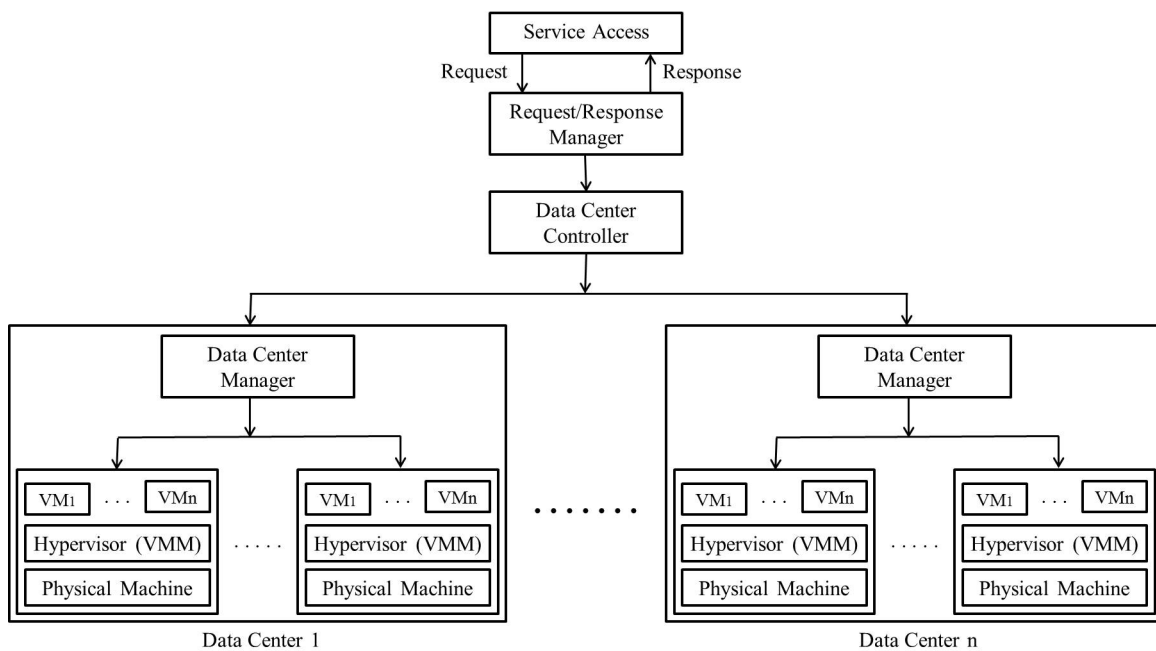 Service Access
Request
Response
Request/Response
Manager
Data Center
Controller
Data Center
Manager
Data Center
Manager
VM1 . . . VMn
VM1 . . . VMn
VM1 . . . VMn
VM1 . . . VMn
. . . . . . .
Hypervisor (VMM) . . . . . Hypervisor (VMM)
Hypervisor (VMM) . . . . . Hypervisor (VMM)
Physical Machine
Physical Machine
Physical Machine
Physical Machine
Data Center 1
Data Center n